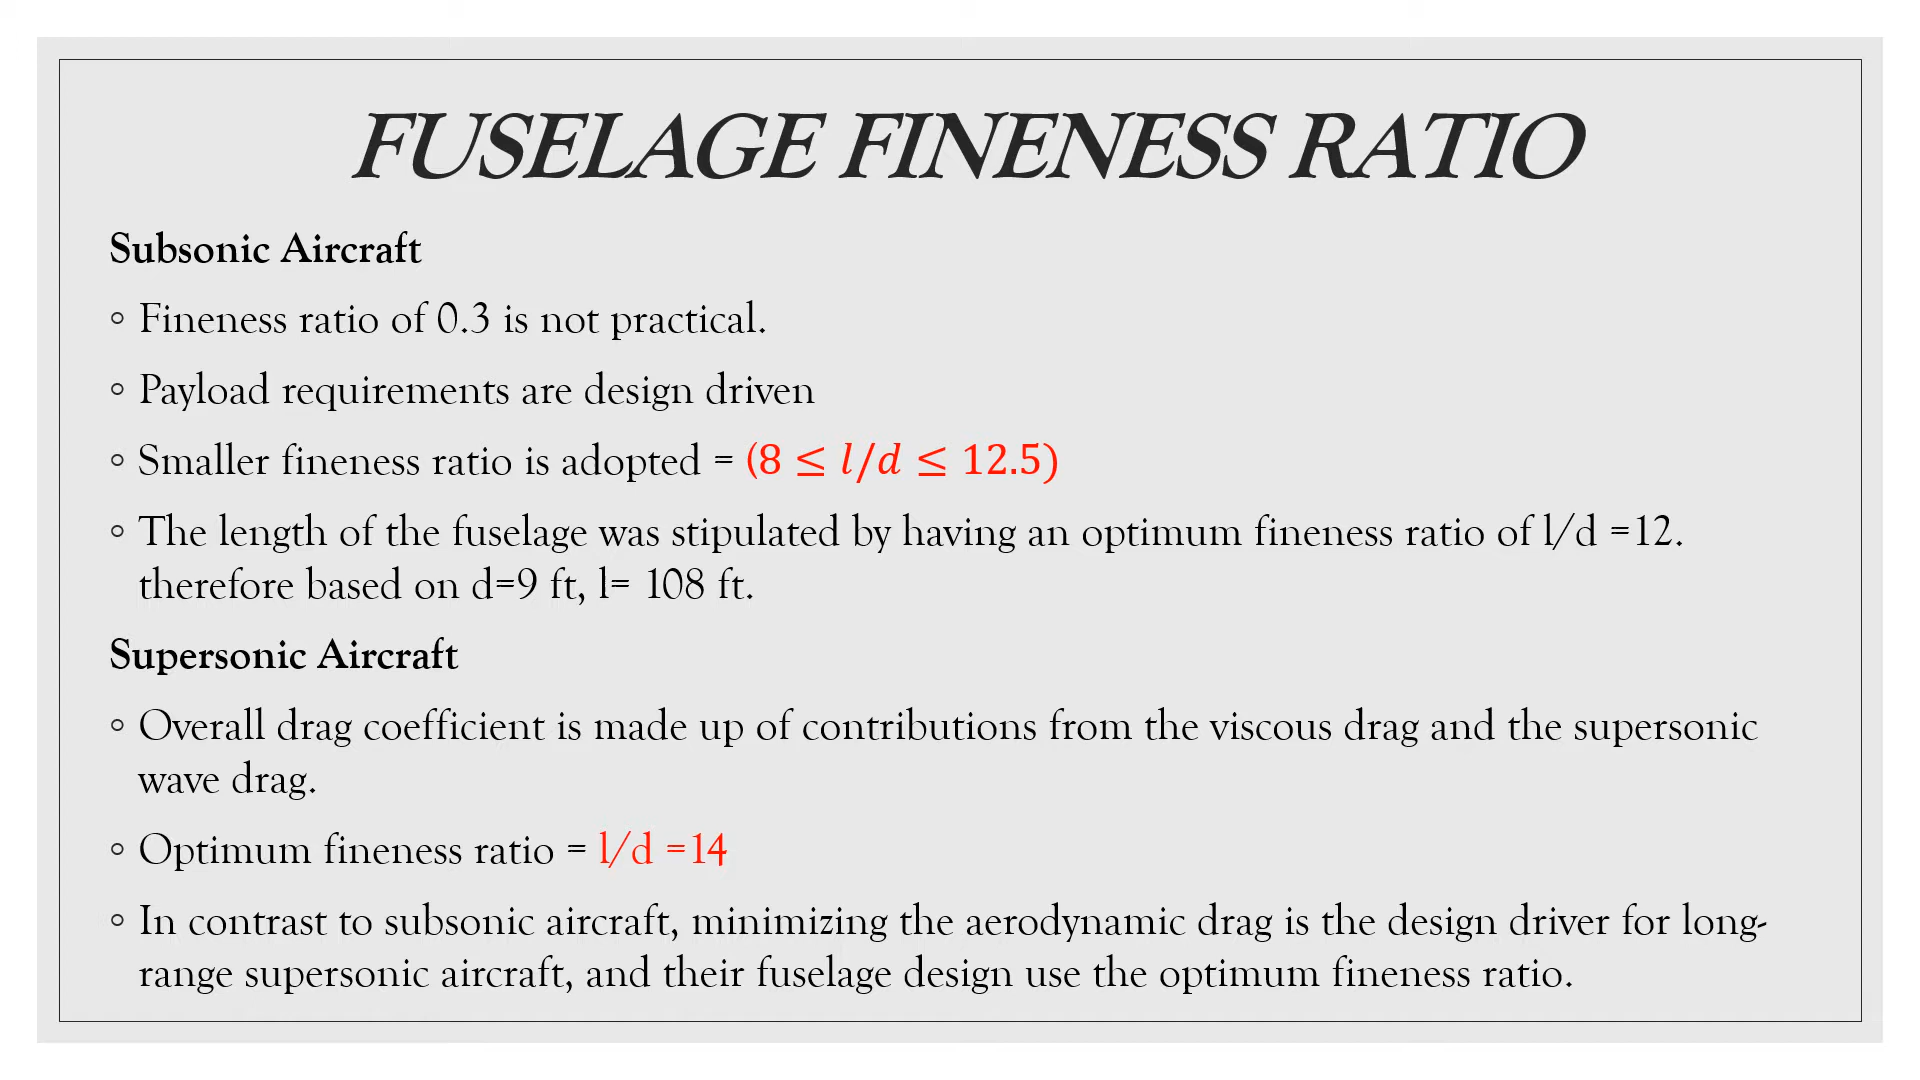 FUSELAGE FINENESS RATIO
Subsonic Aircraft
◦ Fineness ratio of 0.3 is not practical.
◦ Payload requirements are design driven
◦ Smaller fineness ratio is adopted = (8 ≤ l/d ≤ 12.5)
◦ The length of the fuselage was stipulated by having an optimum fineness ratio of l/d =12.
therefore based on d=9 ft, l= 108 ft.
Supersonic Aircraft
◦ Overall drag coefficient is made up of contributions from the viscous drag and the supersonic
wave drag.
◦ Optimum fineness ratio = l/d =14
◦ In contrast to subsonic aircraft, minimizing the aerodynamic drag is the design driver for long-
range supersonic aircraft, and their fuselage design use the optimum fineness ratio.